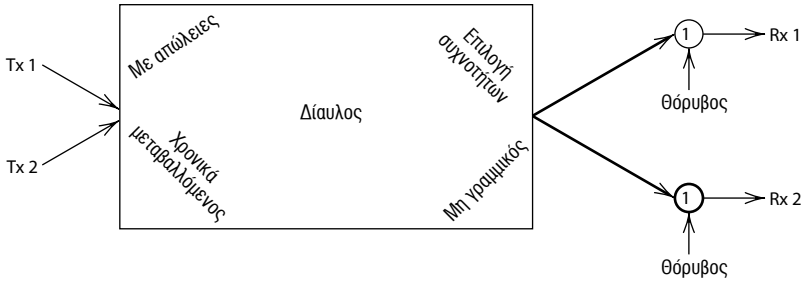 Tx 1
Tx 2
Με απώλειες
Χρονικά
μεταβαλλόμενος
Δίαυλος
Επιλογή
συχνοτήτων
Μη γραμμικός
1
Rx 1
Θόρυβος
1
Rx 2
Θόρυβος